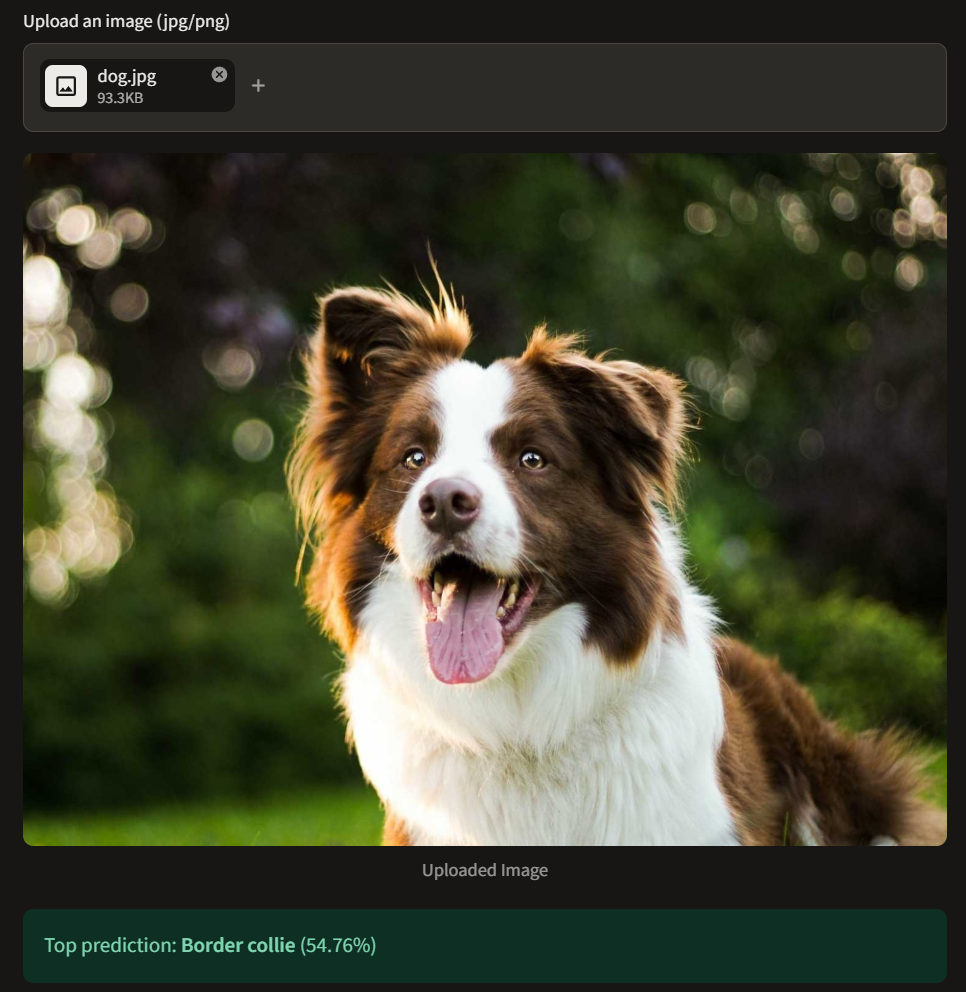 Upload an image (jpg/png)
dog.jpg
93.3KB
Uploaded Image
Top prediction: Border collie (54.76%)